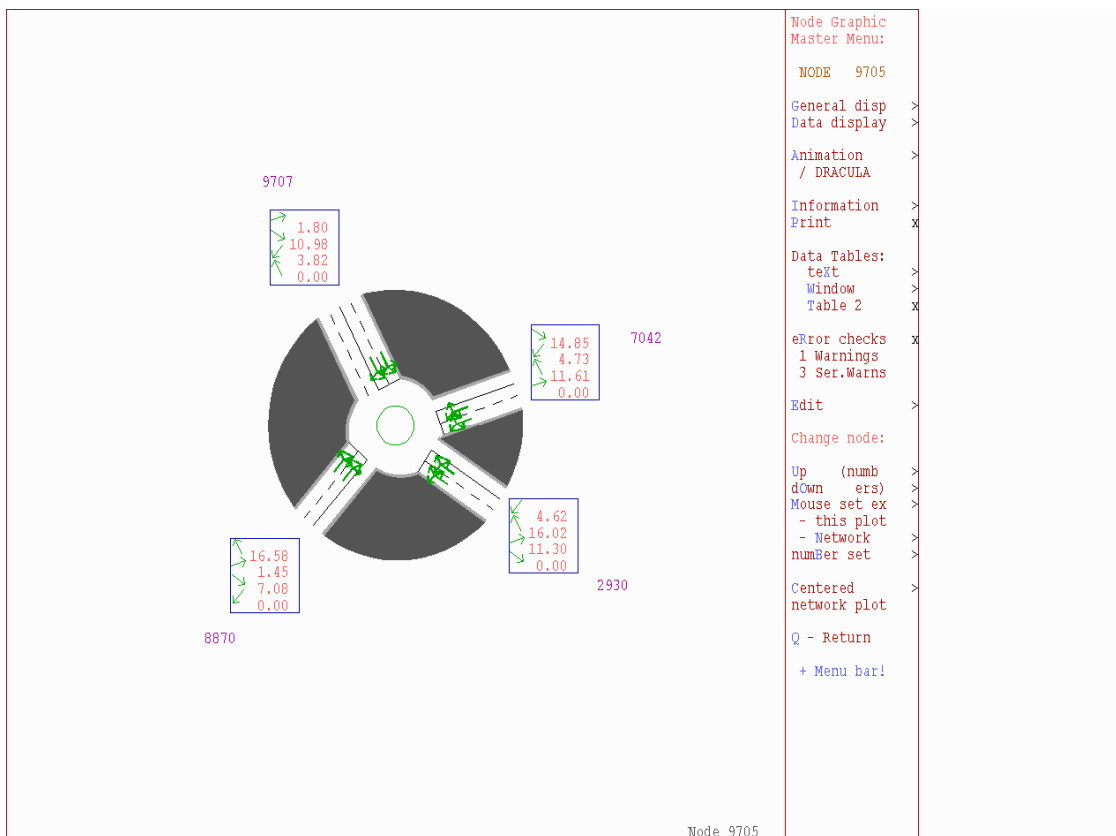 9707
1.80
10.98
3.82
0.00
7042
14.85
4.73
11.61
0.00
4.62
16.02
11.30
0.00
2930
16.58
1.45
7.08
0.00
8870
Node 9705
Node Graphic
Master Menu:
NODE 9705
General disp >
Data display >
Animation >
/ DRACULA
Information >
Print x
Data Tables:
teXt >
Window >
Table 2 x
eRror checks x
1 Warnings
3 Ser.Warns
Edit >
Change node:
Up (numb >
dOwn ers) >
Mouse set ex >
- this plot
- Network >
numBer set >
Centered >
network plot
Q - Return
+ Menu bar!